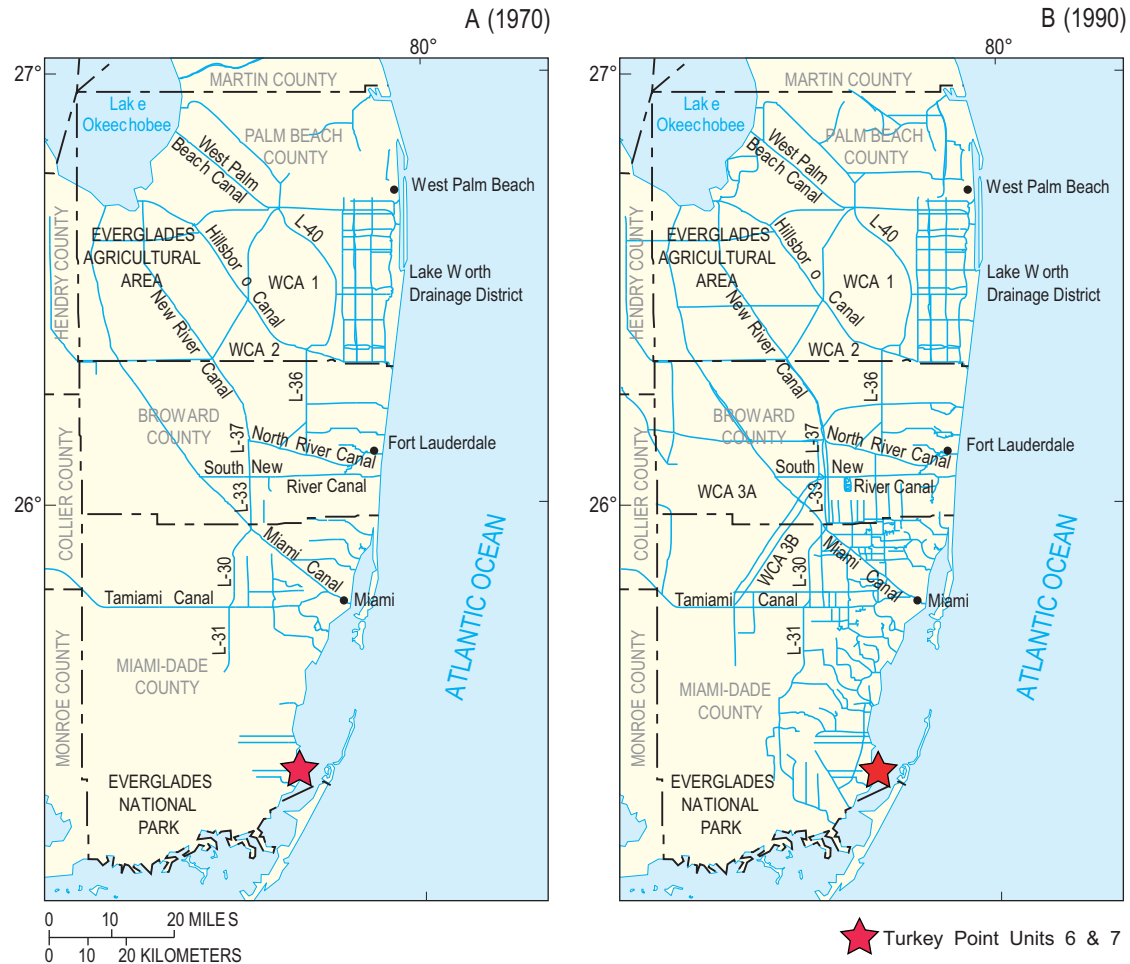 A (1970)
80°
27°
MARTIN COUNTY
Lake
Okeechobee
PALM BEACH
COUNTY
West Palm
Beach Canal
West Palm Beach
L-40
HENDRY COUNTY
EVERGLADES
AGRICULTURAL
AREA
Hillsboro Canal
WCA 1
Lake Worth
Drainage District
New River Canal
WCA 2
L-36
BROWARD
COUNTY
L-37
North River Canal
Fort Lauderdale
COLLIER COUNTY
South New
River Canal
L-33
26°
Miami Canal
L-30
Tamiami Canal
Miami
L-31
ATLANTIC OCEAN
MIAMI-DADE
COUNTY
MONROE COUNTY
EVERGLADES
NATIONAL
PARK
0 10 20 MILES
0 10 20 KILOMETERS
B (1990)
80°
27°
MARTIN COUNTY
Lake
Okeechobee
PALM BEACH
COUNTY
West Palm
Beach Canal
West Palm Beach
L-40
HENDRY COUNTY
EVERGLADES
AGRICULTURAL
AREA
Hillsboro Canal
WCA 1
Lake Worth
Drainage District
New River Canal
WCA 2
L-36
BROWARD
COUNTY
L-37
North River Canal
Fort Lauderdale
COLLIER COUNTY
South New
River Canal
WCA 3A
L-33
26°
WCA 3B
Miami Canal
L-30
Tamiami Canal
Miami
L-31
ATLANTIC OCEAN
MIAMI-DADE
COUNTY
MONROE COUNTY
EVERGLADES
NATIONAL
PARK
Turkey Point Units 6 & 7